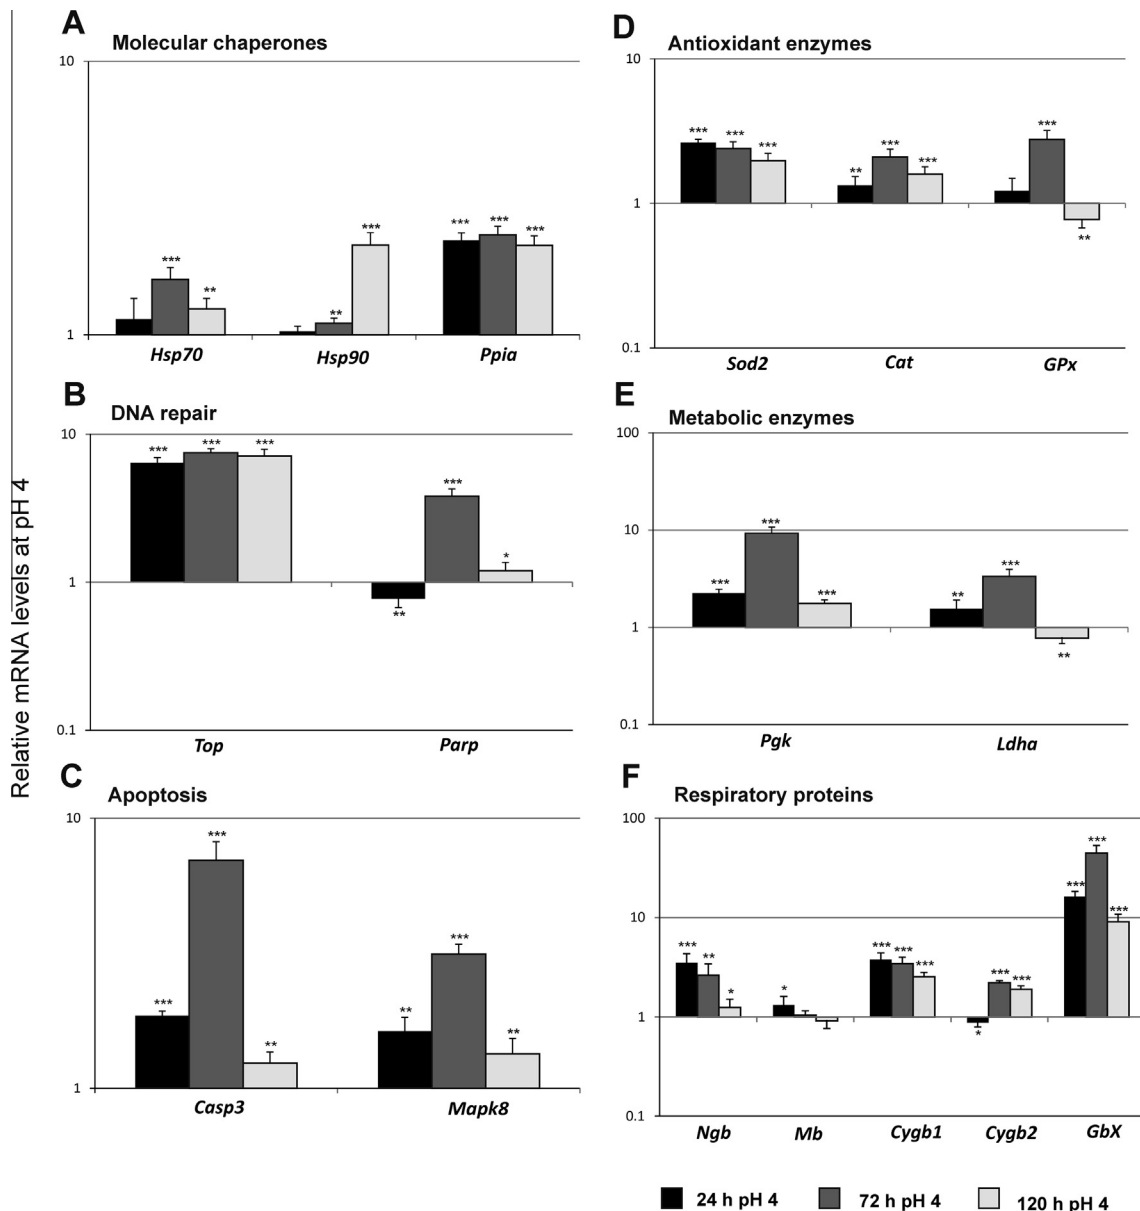 Relative mRNA levels at pH 4
A
Molecular chaperones
10
*** ** ** *** *** *** ***
1
Hsp70 Hsp90 Ppia
B
DNA repair
10
*** *** *** *** *
1
**
0.1
Top Parp
C
Apoptosis
10
*** *** ** ** *** **
1
Casp3 Mapk8
D
Antioxidant enzymes
10
*** *** *** ** *** *** ***
1
**
0.1
Sod2 Cat GPx
E
Metabolic enzymes
100
10
*** *** *** ** ***
1
**
0.1
Pgk Ldha
F
Respiratory proteins
100
10
*** ** * * *** *** *** *** *** *** *** ***
1
*
0.1
Ngb Mb Cygb1 Cygb2 GbX
24 h pH 4 72 h pH 4 120 h pH 4